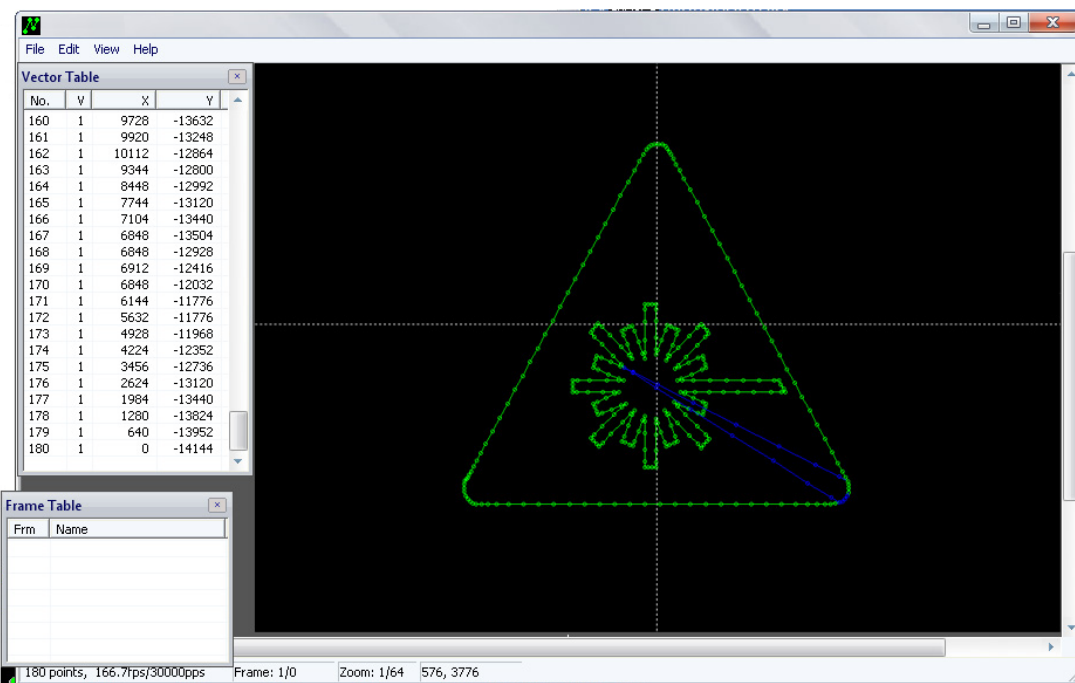 File Edit View Help
Vector Table
No. V X Y
160 1 9728 -13632
161 1 9920 -13248
162 1 10112 -12864
163 1 9344 -12800
164 1 8448 -12992
165 1 7744 -13120
166 1 7104 -13440
167 1 6848 -13504
168 1 6848 -12928
169 1 6912 -12416
170 1 6848 -12032
171 1 6144 -11776
172 1 5632 -11776
173 1 4928 -11968
174 1 4224 -12352
175 1 3456 -12736
176 1 2624 -13120
177 1 1984 -13440
178 1 1280 -13824
179 1 640 -13952
180 1 0 -14144
Frame Table
Frm Name
180 points, 166.7fps/30000pps Frame: 1/0 Zoom: 1/64 576, 3776